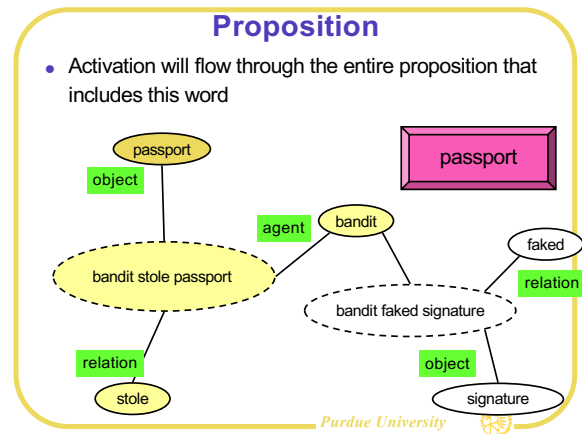 Proposition
• Activation will flow through the entire proposition that
includes this word
passport
passport
object
agent
bandit
faked
bandit stole passport
relation
bandit faked signature
relation
object
stole
signature
Purdue University